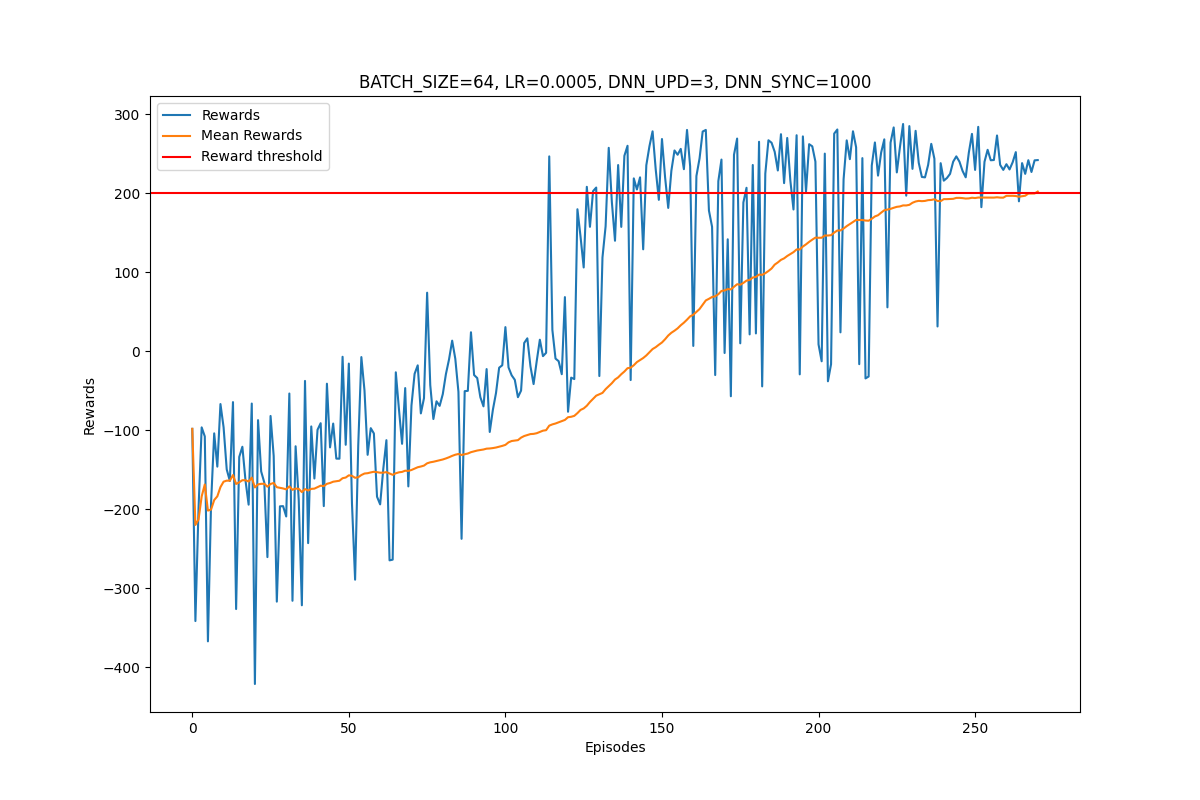 BATCH_SIZE=64, LR=0.0005, DNN_UPD=3, DNN_SYNC=1000
Rewards
Mean Rewards
Reward threshold
300
200
100
0
−100
−200
−300
−400
Rewards
0
50
100
150
200
250
Episodes